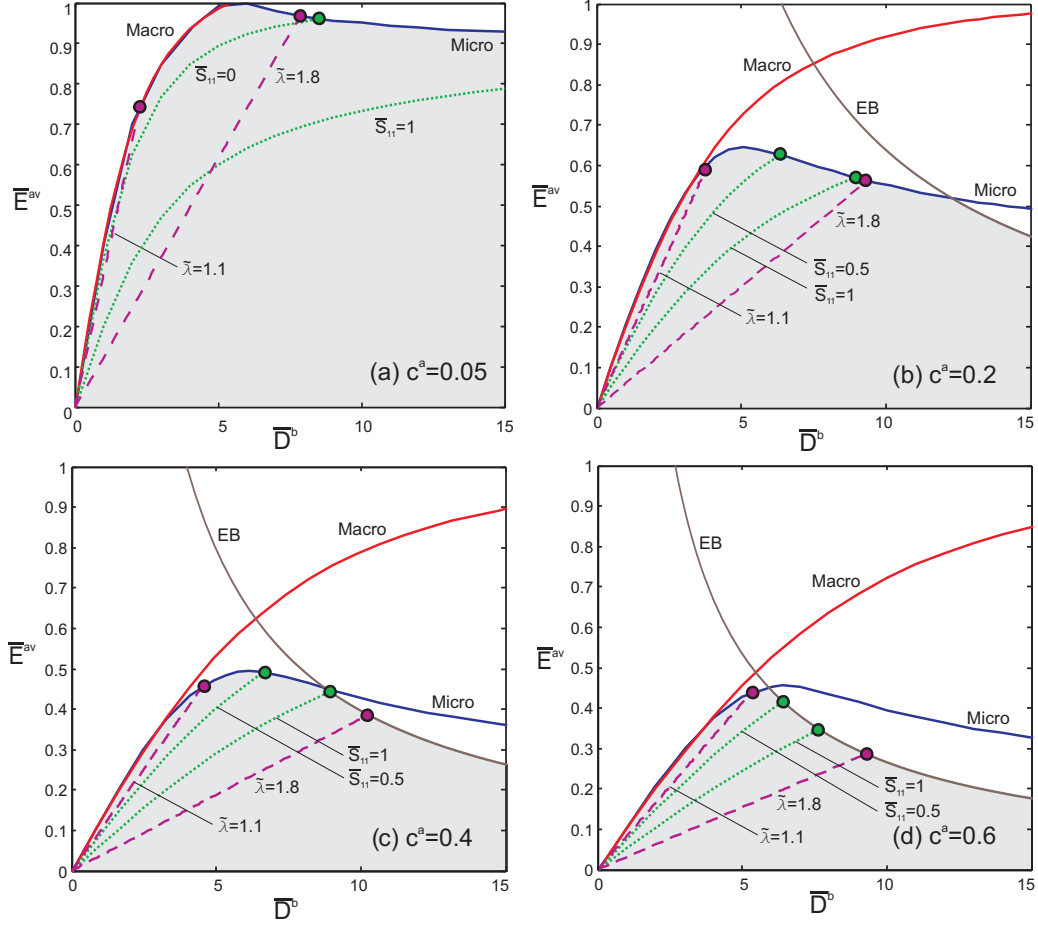 1
0.9
0.8
0.7
0.6
0.5
0.4
0.3
0.2
0.1
0
Macro
Micro
S̅₁₁=0
λ̃=1.8
S̅₁₁=1
λ̃=1.1
(a) cᵃ=0.05
E̅ᵃᵛ
0 5 10 15
D̅ᵇ
1
0.9
0.8
0.7
0.6
0.5
0.4
0.3
0.2
0.1
0
Macro
EB
Micro
λ̃=1.8
S̅₁₁=0.5
S̅₁₁=1
λ̃=1.1
(b) cᵃ=0.2
0 5 10 15
D̅ᵇ
1
0.9
0.8
0.7
0.6
0.5
0.4
0.3
0.2
0.1
0
EB
Macro
Micro
S̅₁₁=1
S̅₁₁=0.5
λ̃=1.8
λ̃=1.1
(c) cᵃ=0.4
E̅ᵃᵛ
0 5 10 15
D̅ᵇ
1
0.9
0.8
0.7
0.6
0.5
0.4
0.3
0.2
0.1
0
EB
Macro
Micro
S̅₁₁=1
λ̃=1.8
S̅₁₁=0.5
λ̃=1.1
(d) cᵃ=0.6
0 5 10 15
D̅ᵇ